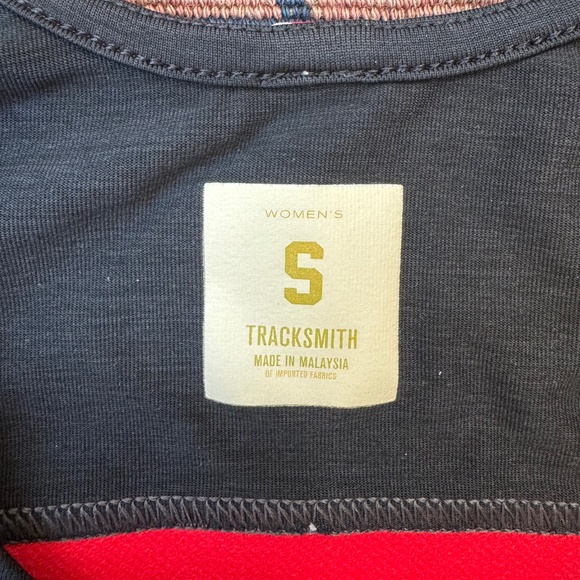 WOMEN'S
S
TRACKSMITH
MADE IN MALAYSIA
OF IMPORTED FABRICS